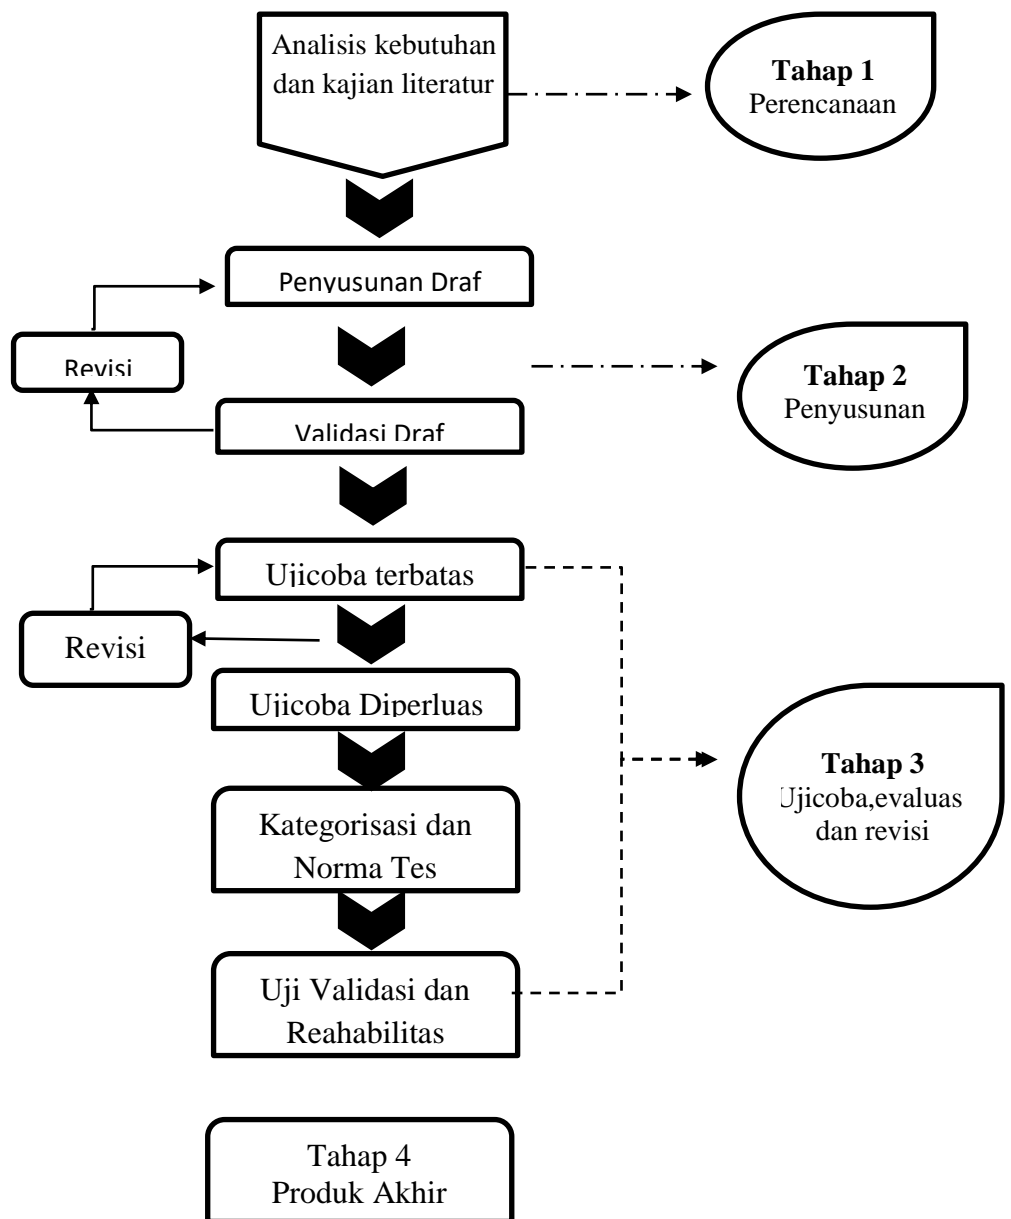 Analisis kebutuhan
dan kajian literatur
Tahap 1
Perencanaan
Penyusunan Draf
Revisi
Tahap 2
Penyusunan
Validasi Draf
Ujicoba terbatas
Revisi
Ujicoba Diperluas
Tahap 3
Ujicoba,evaluas
dan revisi
Kategorisasi dan
Norma Tes
Uji Validasi dan
Reahabilitas
Tahap 4
Produk Akhir